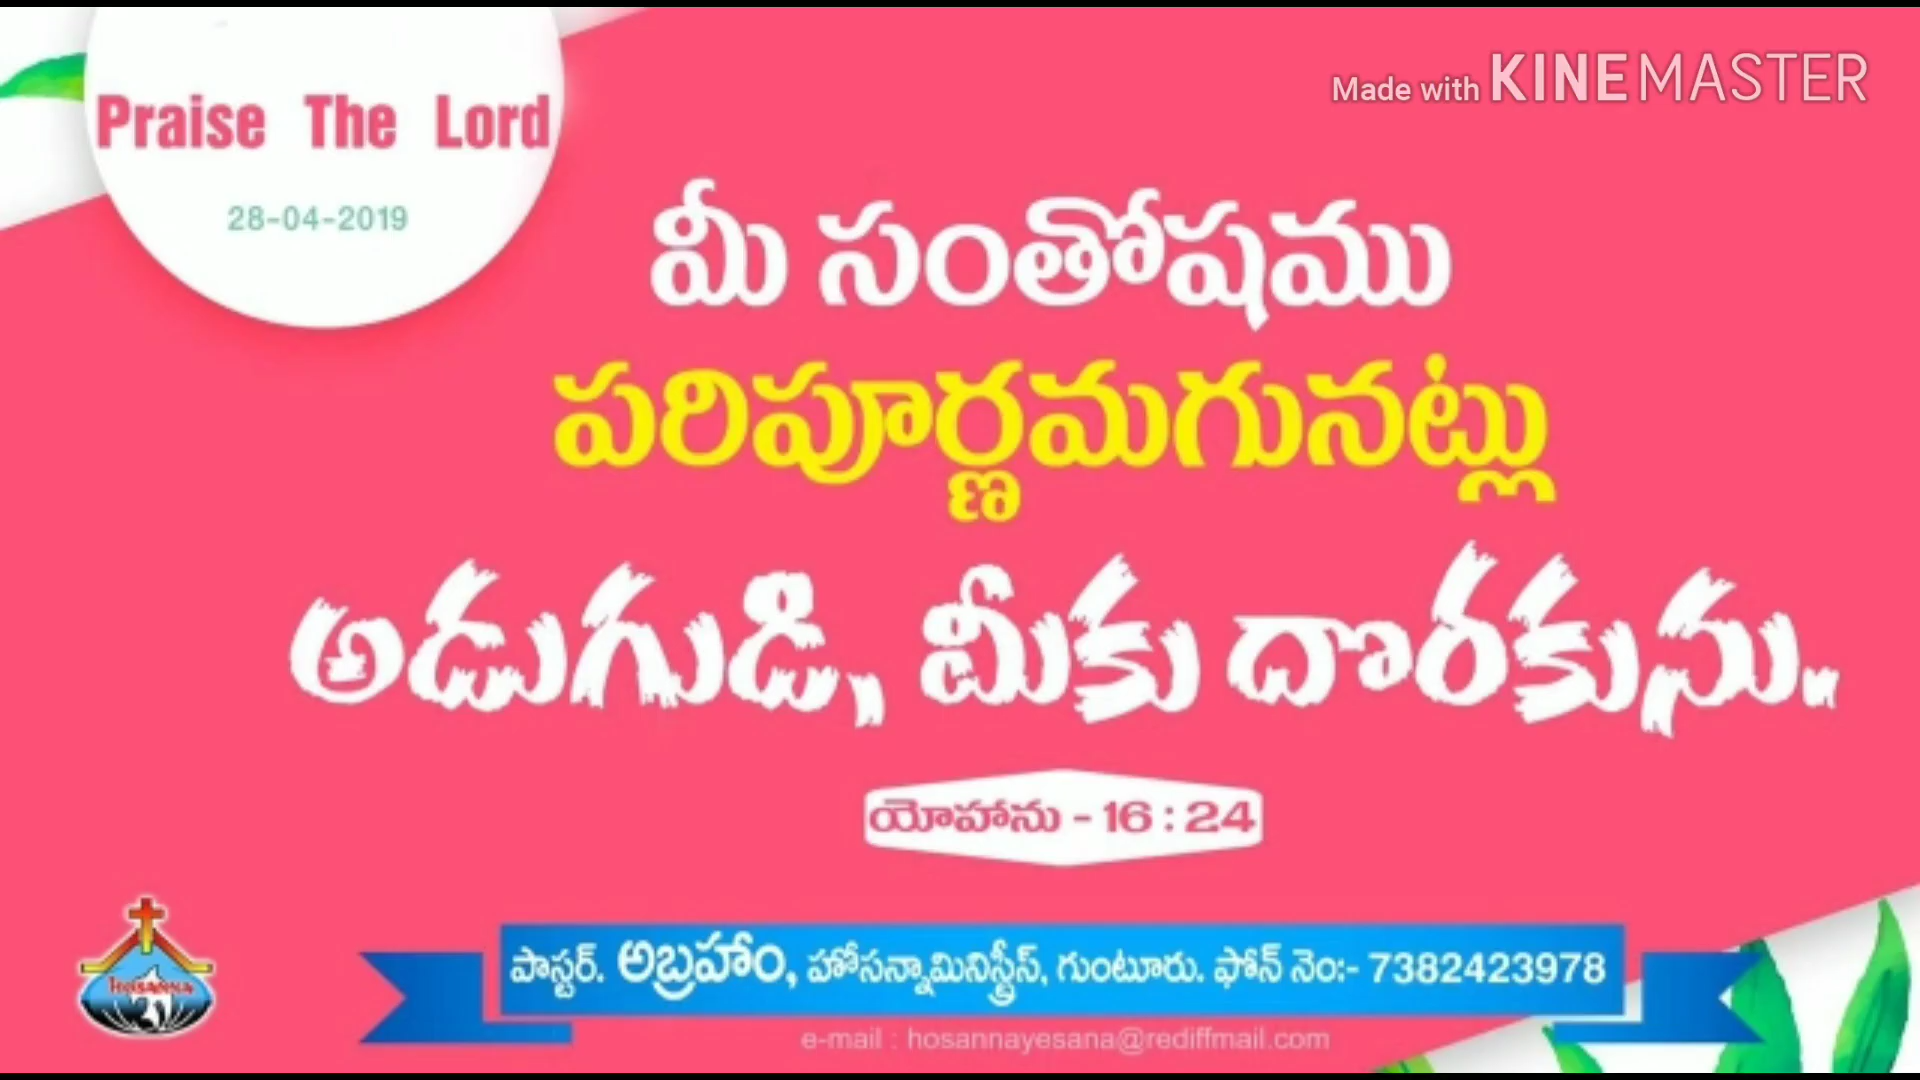 Made with KINEMASTER
Praise The Lord
28-04-2019
మీ సంతోషము
పరిపూర్ణమగునట్లు
అడుగుడి, మీకు దొరకును.
యోహాను - 16 : 24
HOSANNA
పాస్టర్. అబ్రహాం, హోసన్నామినిస్ట్రీస్, గుంటూరు. ఫోన్ నెం:- 7382423978
e-mail : hosannayesana@rediffmail.com